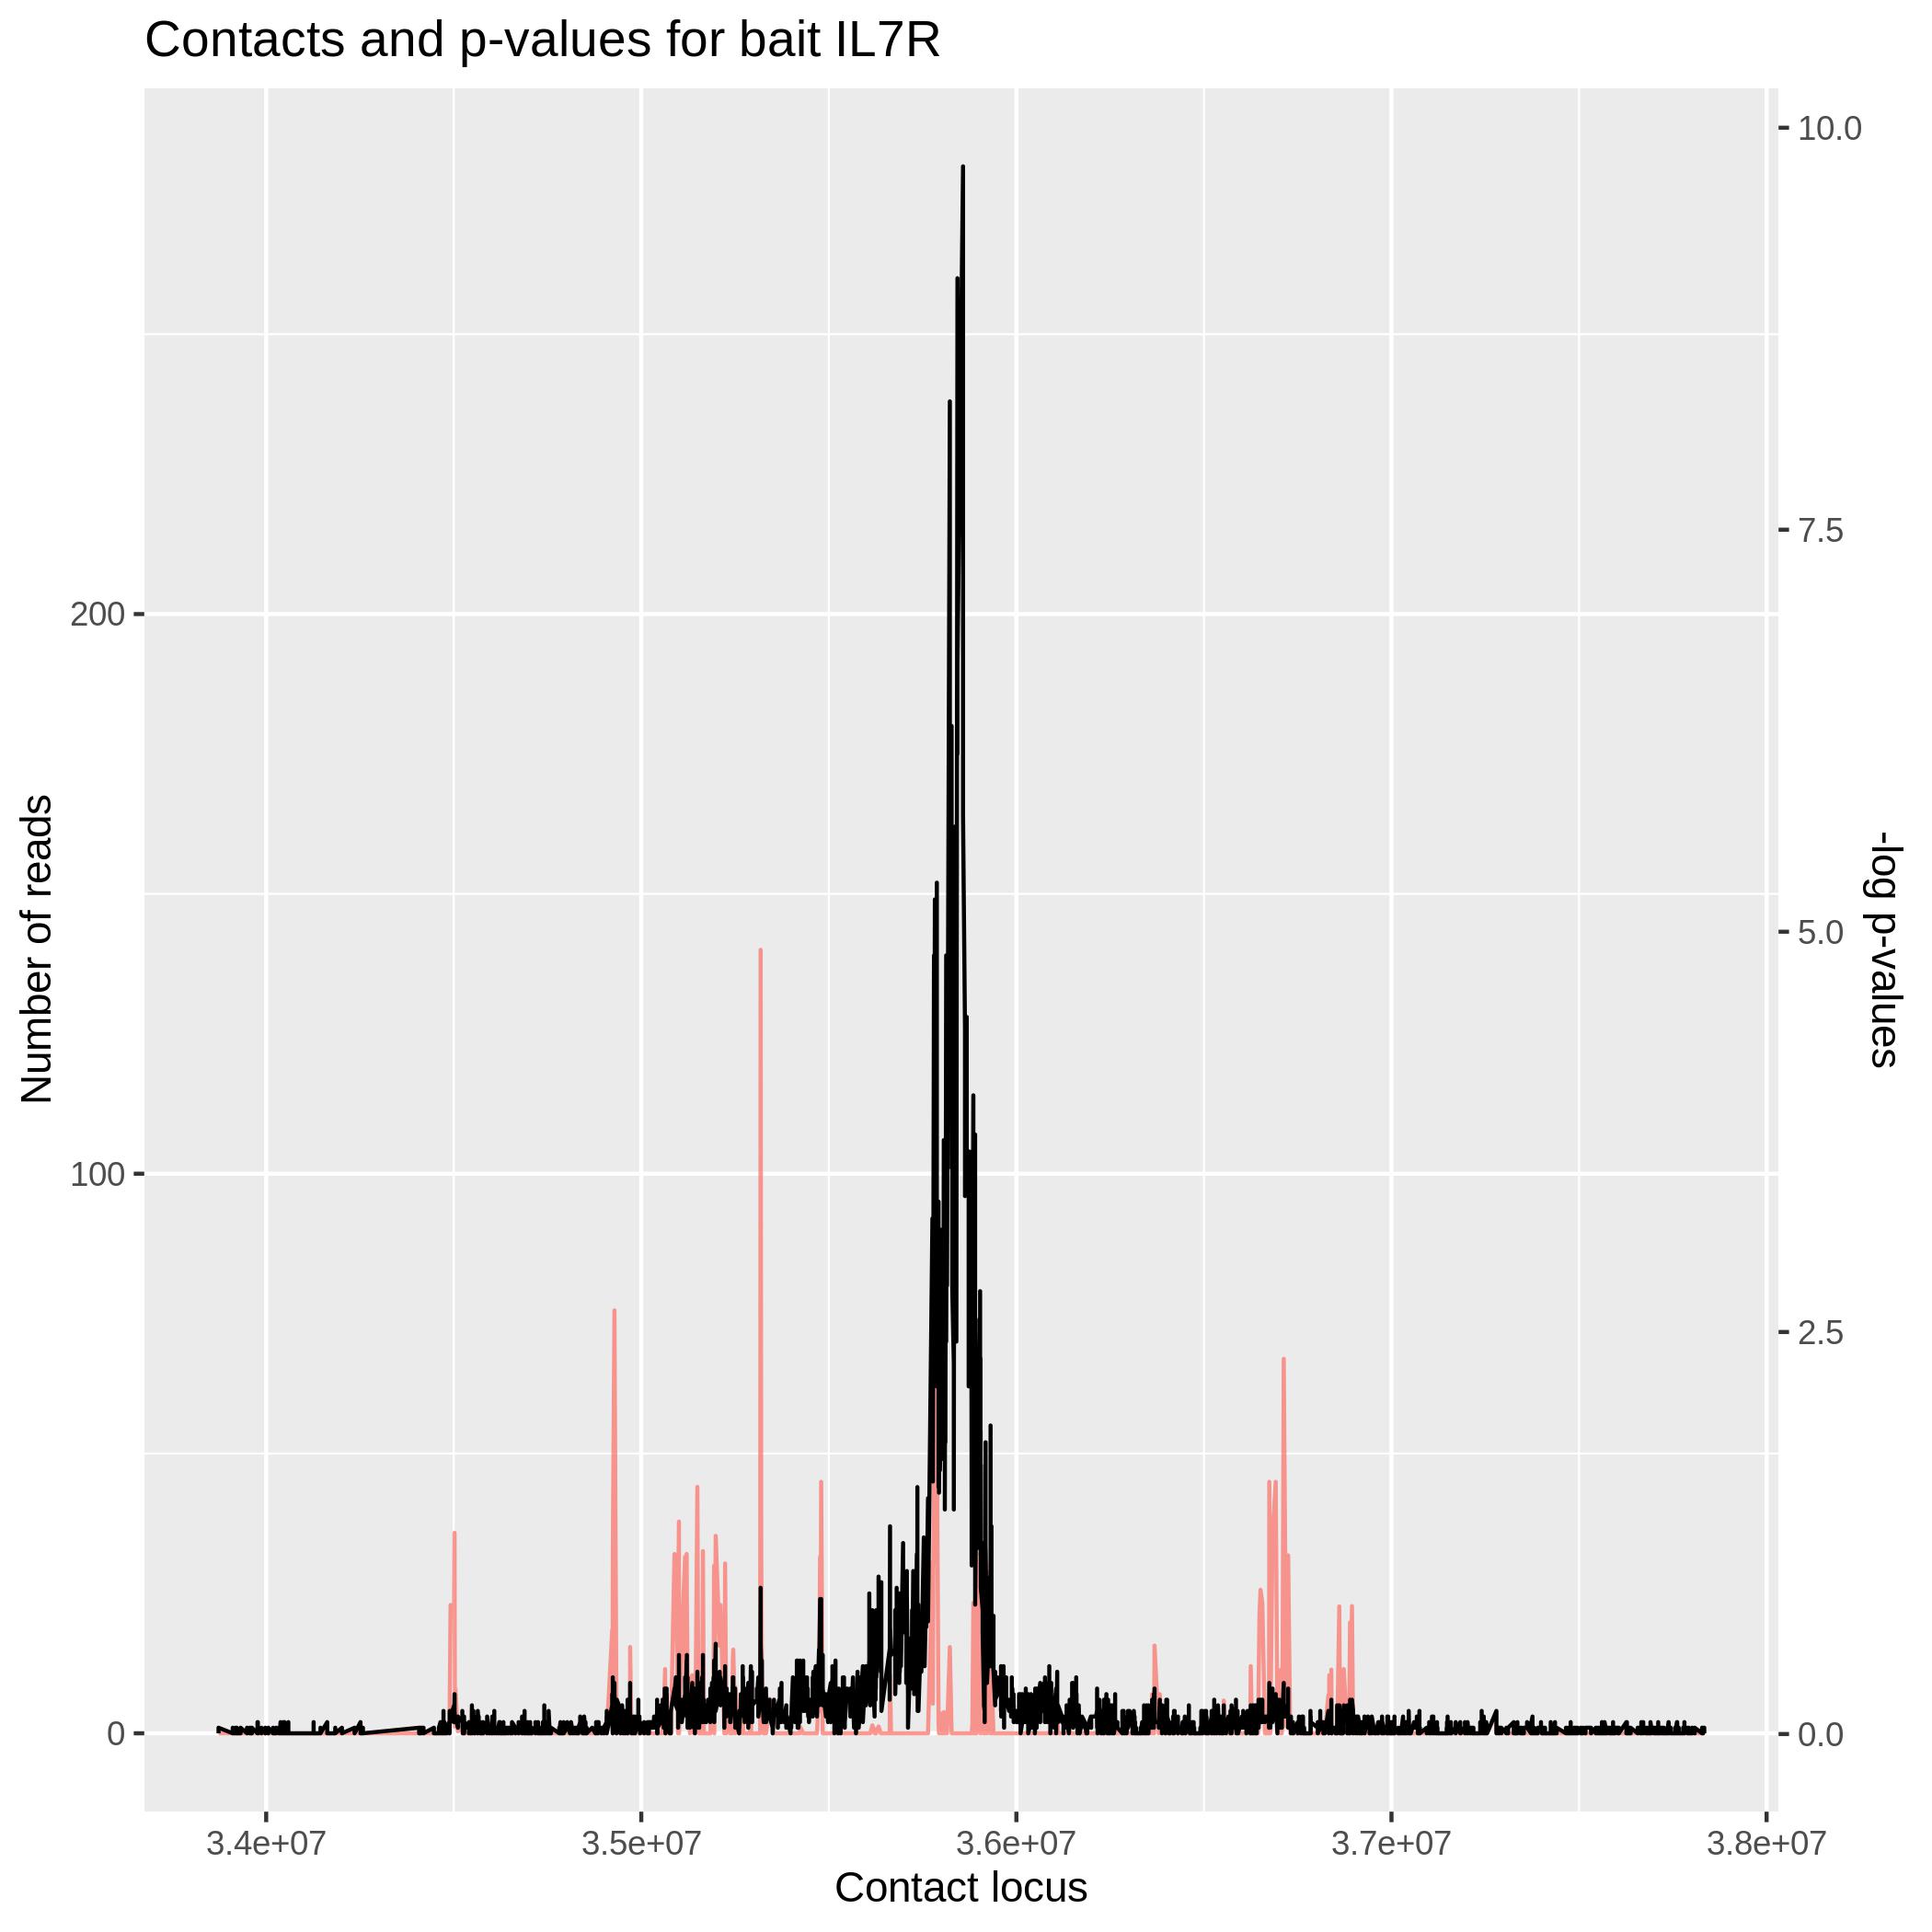 Contacts and p-values for bait IL7R
Number of reads
200
100
0
10.0
7.5
5.0
2.5
0.0
-log p-values
3.4e+07 3.5e+07 3.6e+07 3.7e+07 3.8e+07
Contact locus